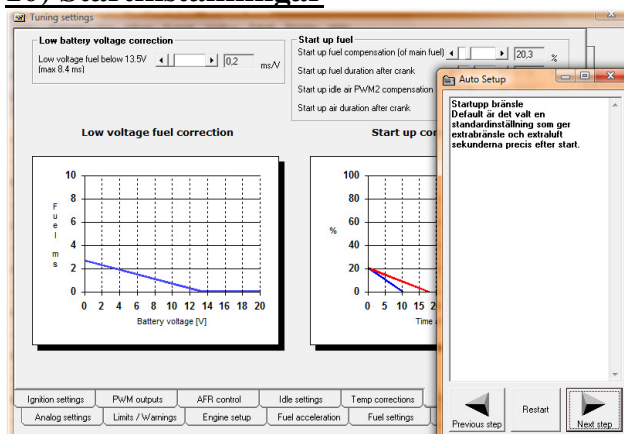 10) Startinställningar
Tuning settings
Low battery voltage correction
Low voltage fuel below 13.5V
(max 8.4 ms)
0,2
ms/V
Start up fuel
Start up fuel compensation (of main fuel)
20,3
%
Start up fuel duration after crank
Start up idle air PWM2 compensation
Start up air duration after crank
Low voltage fuel correction
Fuel ms
10
8
6
4
2
0
0 2 4 6 8 10 12 14 16 18 20
Battery voltage [V]
Start up cor
%
100
80
60
40
20
0
0 5 10 15 2
Time
Auto Setup
Startupp bränsle
Default är det valt en
standardinställning som ger
extrabränsle och extraluft
sekunderna precis efter start.
Previous step
Restart
Next step
Ignition settings
PWM outputs
AFR control
Idle settings
Temp corrections
Analog settings
Limits / Warnings
Engine setup
Fuel acceleration
Fuel settings